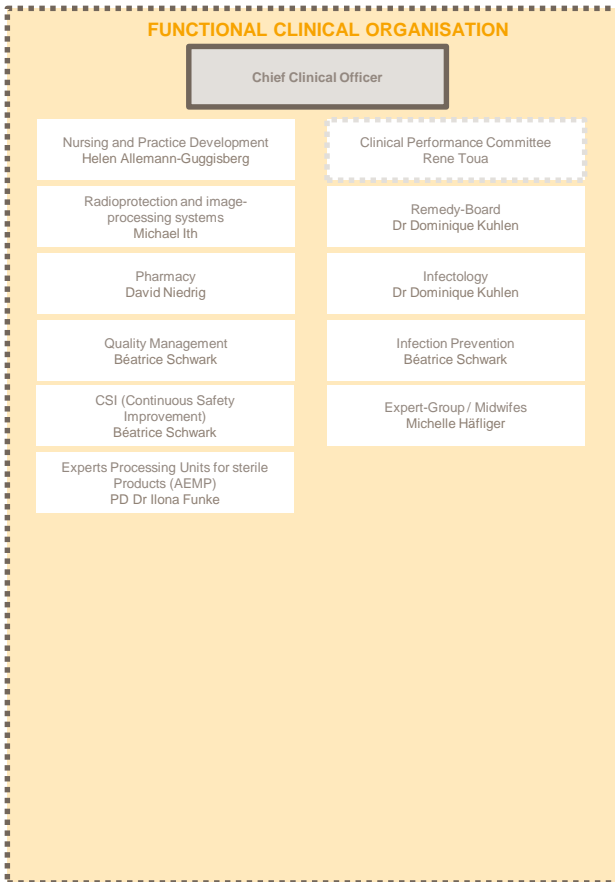 FUNCTIONAL CLINICAL ORGANISATION
Chief Clinical Officer
Nursing and Practice Development
Helen Allemann-Guggisberg
Clinical Performance Committee
Rene Toua
Radioprotection and image-
processing systems
Michael Ith
Remedy-Board
Dr Dominique Kuhlen
Pharmacy
David Niedrig
Infectology
Dr Dominique Kuhlen
Quality Management
Béatrice Schwark
Infection Prevention
Béatrice Schwark
CSI (Continuous Safety
Improvement)
Béatrice Schwark
Expert-Group / Midwifes
Michelle Häfliger
Experts Processing Units for sterile
Products (AEMP)
PD Dr Ilona Funke